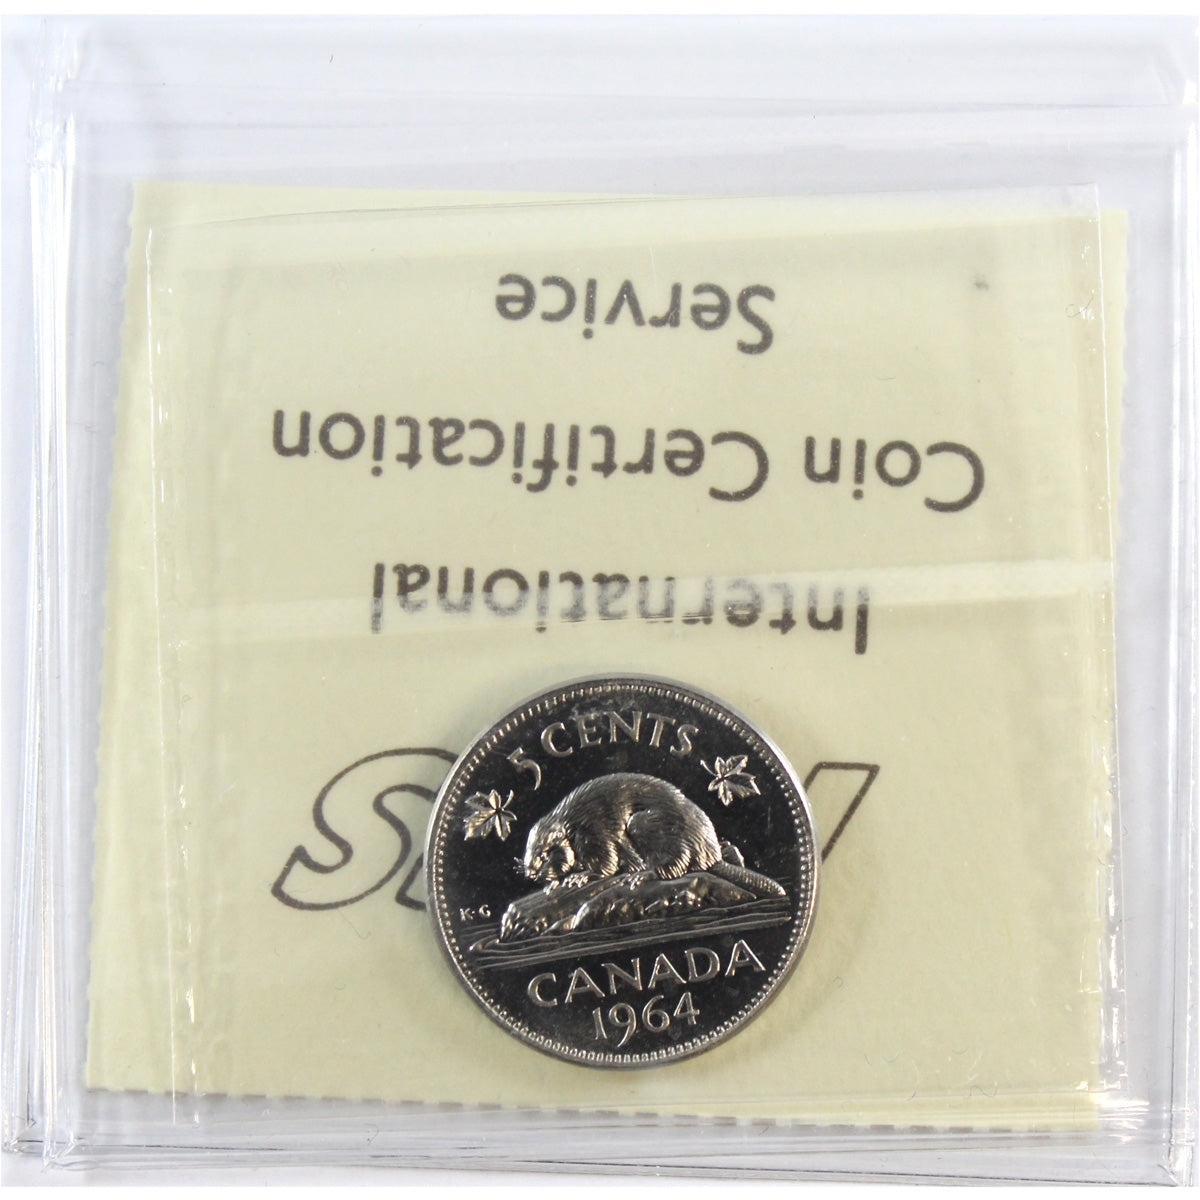 International
Coin Certification
Service
5 CENTS
K·G
CANADA
1964